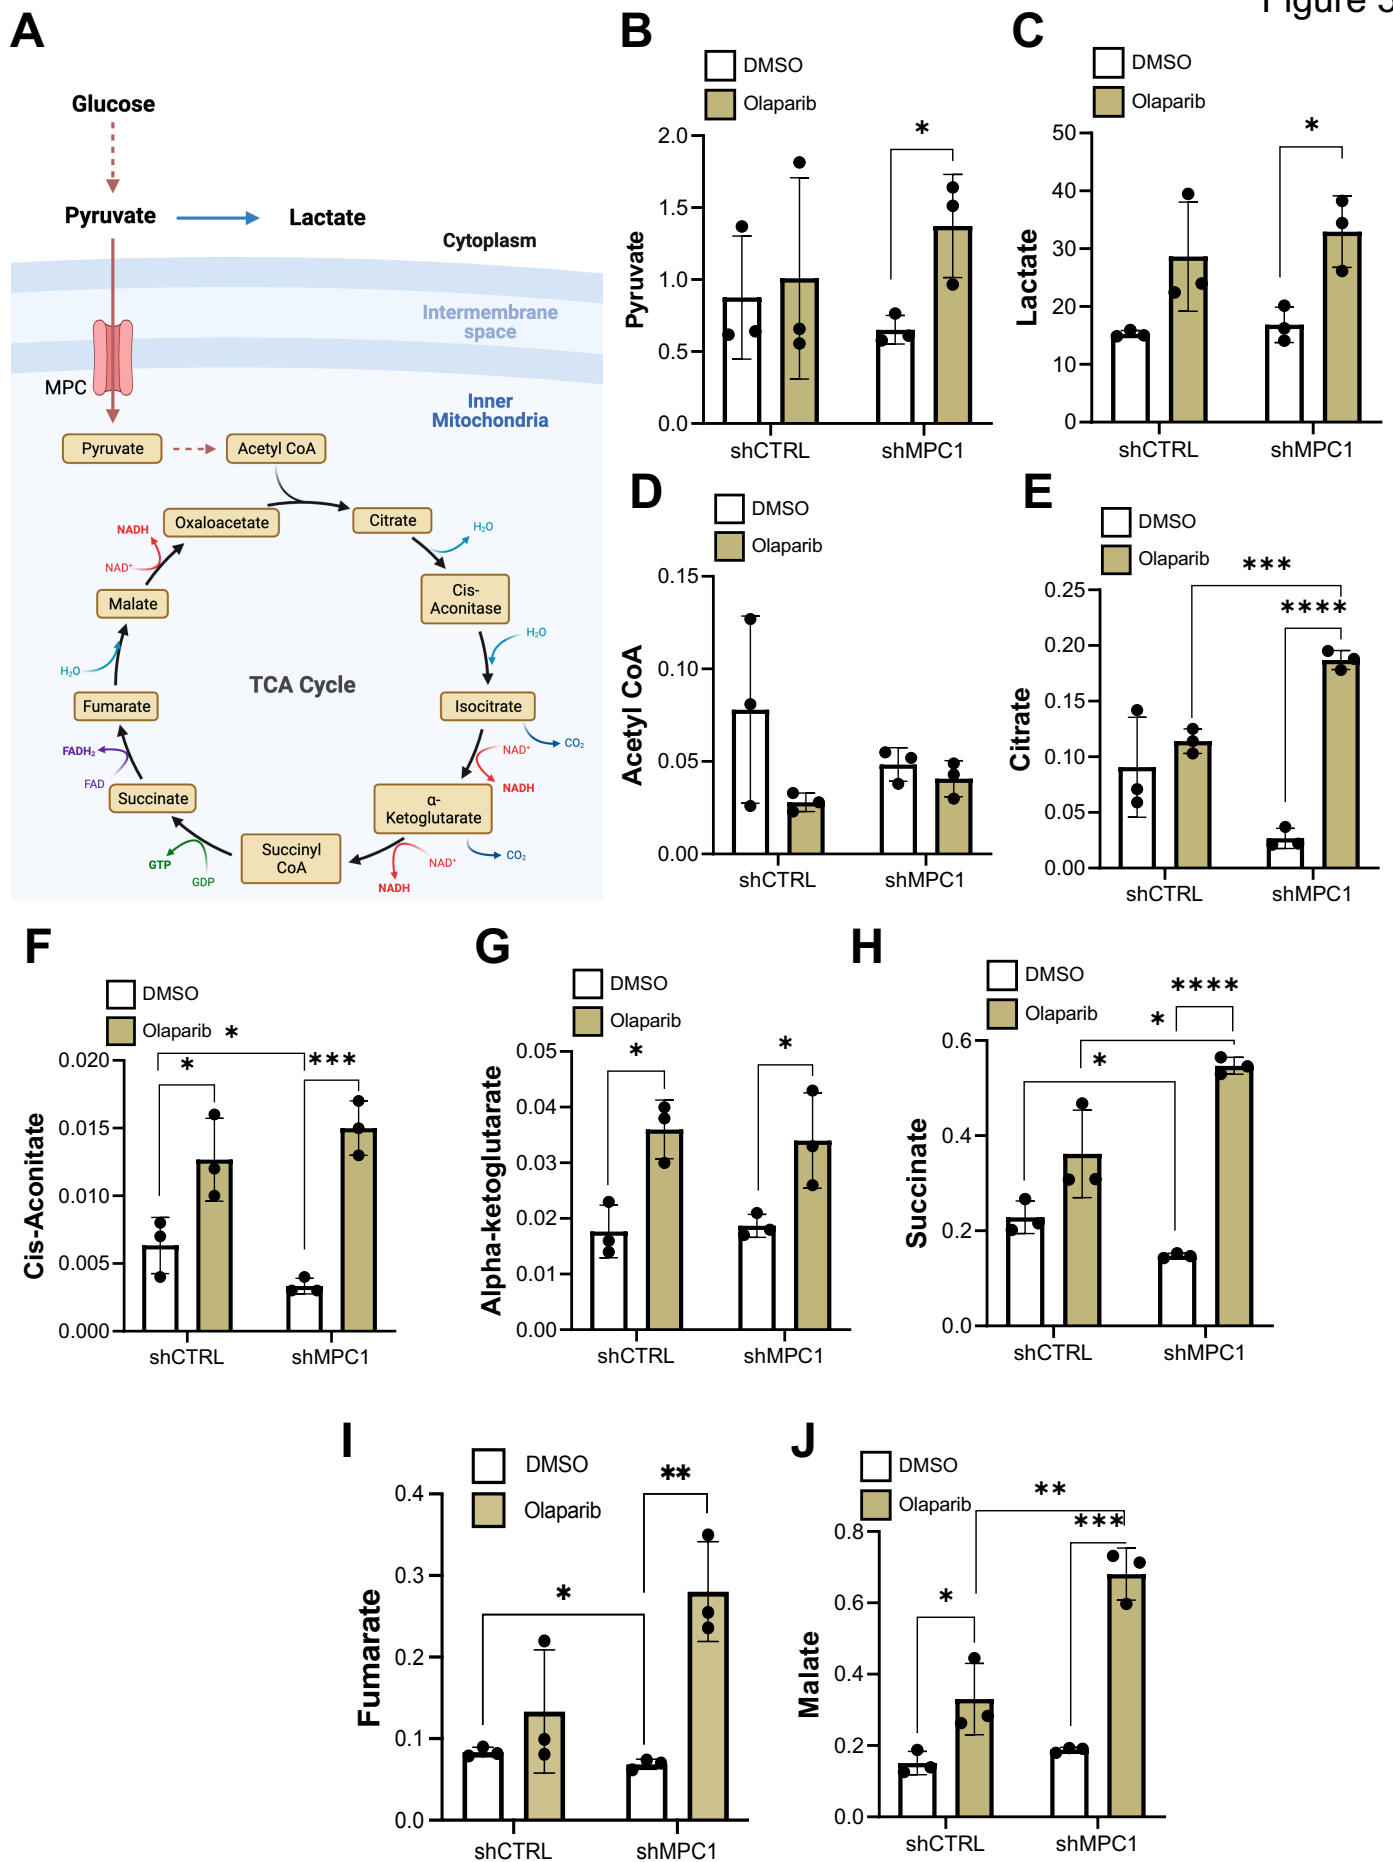 Figure 5
A
Glucose
Pyruvate
Lactate
Cytoplasm
Intermembrane
space
MPC
Inner
Mitochondria
Pyruvate
Acetyl CoA
Oxaloacetate
Citrate
NADH
NAD⁺
H₂O
Malate
Cis-
Aconitase
H₂O
H₂O
TCA Cycle
Fumarate
Isocitrate
FADH₂
FAD
NAD⁺
CO₂
NADH
Succinate
α-
Ketoglutarate
Succinyl
CoA
GTP
GDP
NAD⁺
NADH
CO₂
B
DMSO
Olaparib
*
Pyruvate
2.0
1.5
1.0
0.5
0.0
shCTRL
shMPC1
C
DMSO
Olaparib
*
Lactate
50
40
30
20
10
0
shCTRL
shMPC1
D
DMSO
Olaparib
Acetyl CoA
0.15
0.10
0.05
0.00
shCTRL
shMPC1
E
DMSO
Olaparib
***
****
Citrate
0.25
0.20
0.15
0.10
0.05
0.00
shCTRL
shMPC1
F
DMSO
Olaparib
*
*
***
Cis-Aconitate
0.020
0.015
0.010
0.005
0.000
shCTRL
shMPC1
G
DMSO
Olaparib
*
*
Alpha-ketoglutarate
0.05
0.04
0.03
0.02
0.01
0.00
shCTRL
shMPC1
H
DMSO
Olaparib
****
*
*
Succinate
0.6
0.4
0.2
0.0
shCTRL
shMPC1
I
DMSO
Olaparib
**
*
Fumarate
0.4
0.3
0.2
0.1
0.0
shCTRL
shMPC1
J
DMSO
Olaparib
**
***
*
Malate
0.8
0.6
0.4
0.2
0.0
shCTRL
shMPC1